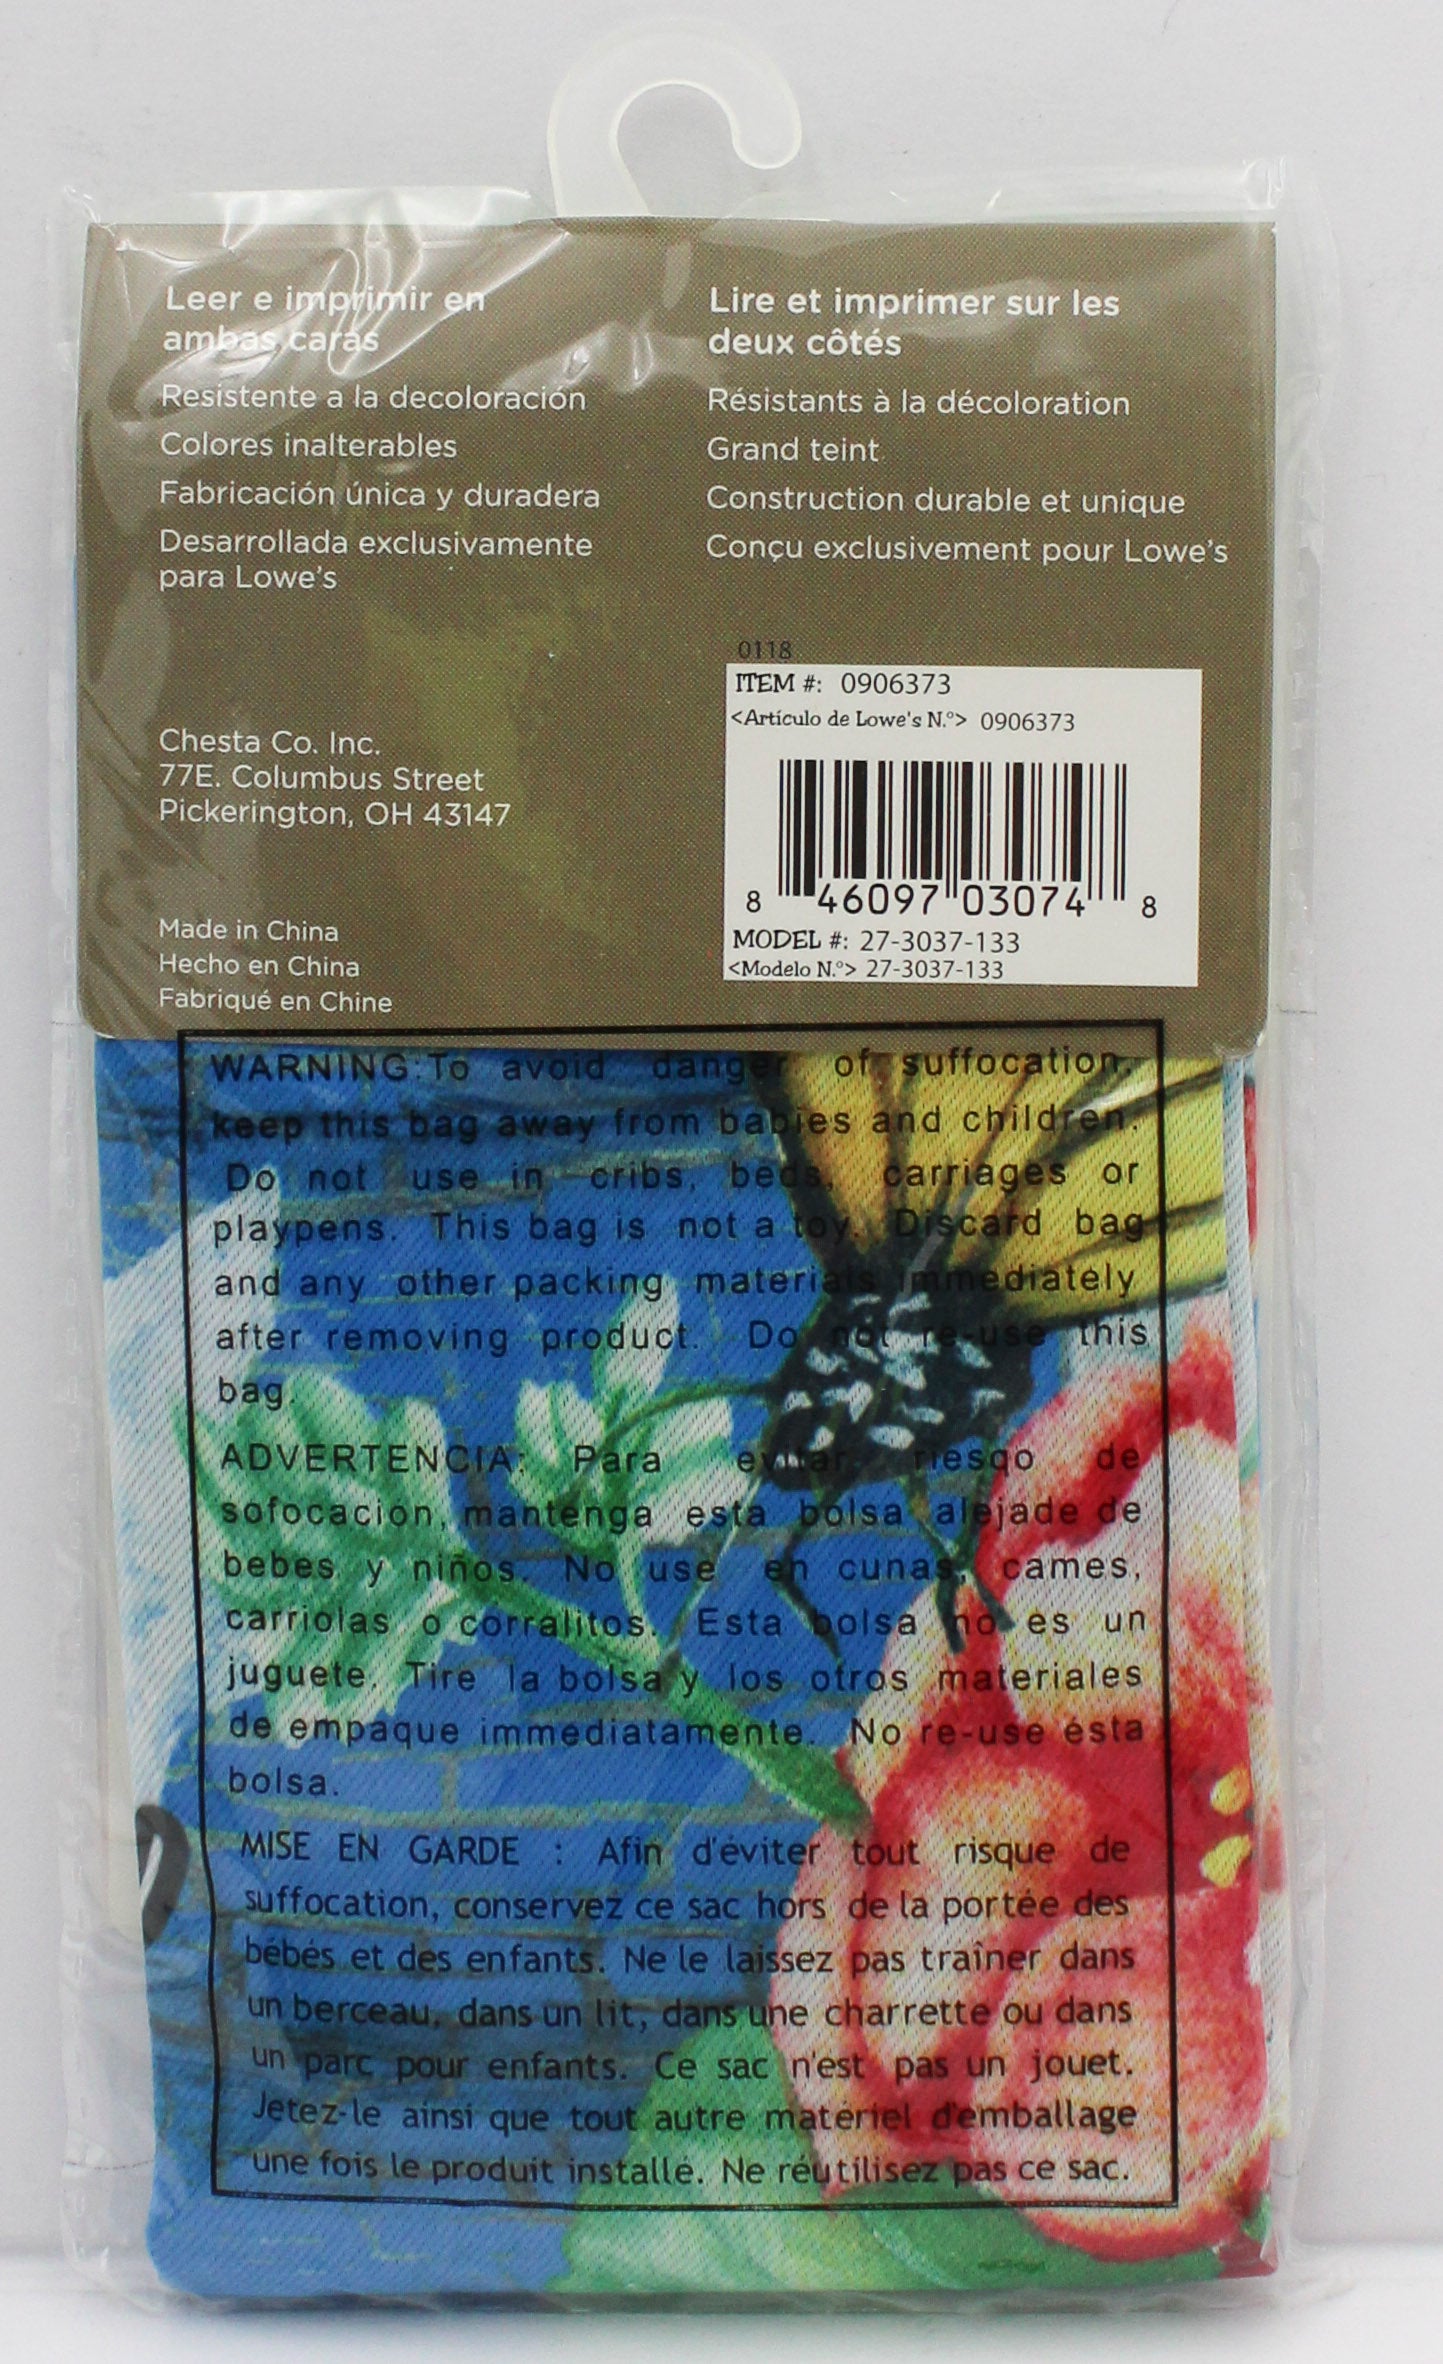 Leer e imprimir en
ambas caras
Resistente a la decoloración
Colores inalterables
Fabricación única y duradera
Desarrollada exclusivamente
para Lowe's
Lire et imprimer sur les
deux côtés
Résistants à la décoloration
Grand teint
Construction durable et unique
Conçu exclusivement pour Lowe's
Chesta Co. Inc.
77E. Columbus Street
Pickerington, OH 43147
Made in China
Hecho en China
Fabriqué en Chine
0118
ITEM #: 0906373
<Artículo de Lowe's N.°> 0906373
8 46097 03074 8
MODEL #: 27-3037-133
<Modelo N.°> 27-3037-133
WARNING:To avoid danger of suffocation,
keep this bag away from babies and children.
Do not use in cribs, beds, carriages or
playpens. This bag is not a toy. Discard bag
and any other packing materials immediately
after removing product. Do not re-use this
bag.
ADVERTENCIA: Para evitar riesgo de
sofocacion, mantenga esta bolsa alejade de
bebes y niños. No use en cunas, cames,
carriolas o corralitos. Esta bolsa no es un
juguete. Tire la bolsa y los otros materiales
de empaque immediatamente. No re-use ésta
bolsa.
MISE EN GARDE : Afin d'éviter tout risque de
suffocation, conservez ce sac hors de la portée des
bébés et des enfants. Ne le laissez pas traîner dans
un berceau, dans un lit, dans une charrette ou dans
un parc pour enfants. Ce sac n'est pas un jouet.
Jetez-le ainsi que tout autre matériel d'emballage
une fois le produit installé. Ne réutilisez pas ce sac.